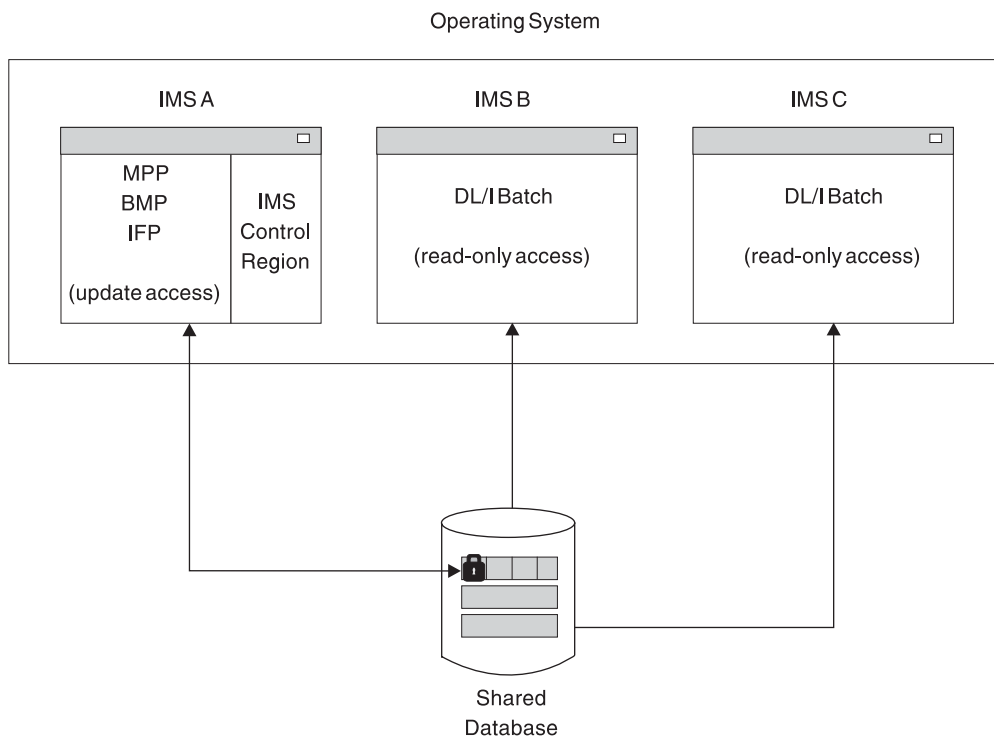 Operating System
IMS A
IMS B
IMS C
MPP
BMP
IFP
(update access)
IMS
Control
Region
DL/I Batch
(read-only access)
DL/I Batch
(read-only access)
Shared
Database